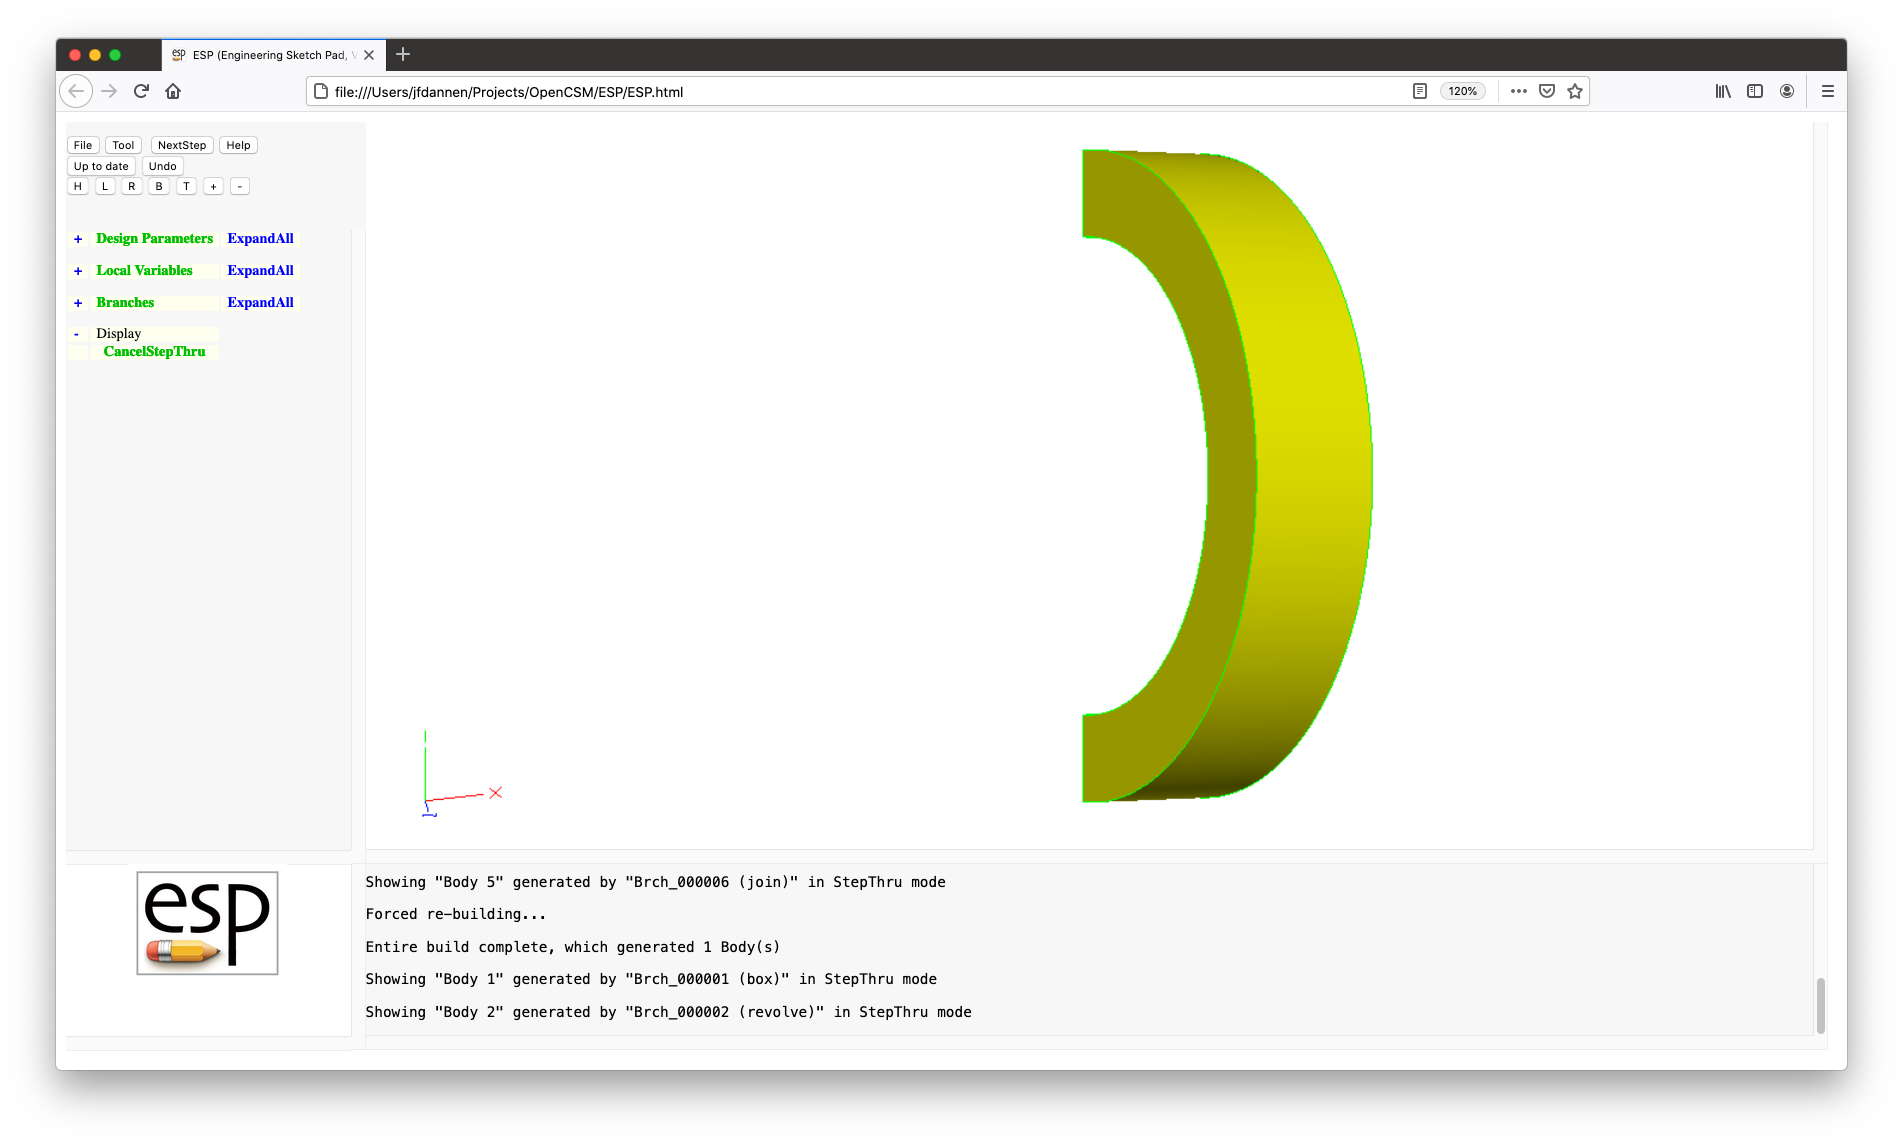 ESP (Engineering Sketch Pad, V
file:///Users/jfdannen/Projects/OpenCSM/ESP/ESP.html
120%
File Tool NextStep Help
Up to date Undo
H L R B T + -
+ Design Parameters ExpandAll
+ Local Variables ExpandAll
+ Branches ExpandAll
- Display
CancelStepThru
X
esp
Showing "Body 5" generated by "Brch_000006 (join)" in StepThru mode
Forced re-building...
Entire build complete, which generated 1 Body(s)
Showing "Body 1" generated by "Brch_000001 (box)" in StepThru mode
Showing "Body 2" generated by "Brch_000002 (revolve)" in StepThru mode